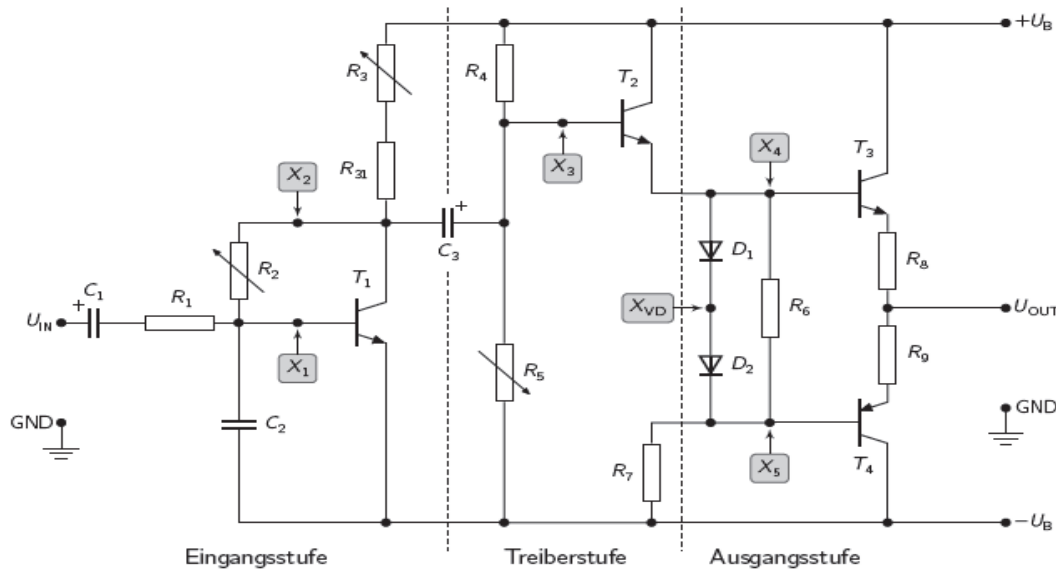 +U_B
R_3
R_4
T_2
X_3
X_4
T_3
R_31
X_2
C_3
R_2
T_1
R_8
D_1
X_VD
R_6
U_OUT
C_1
R_1
U_IN
X_1
R_5
D_2
R_9
GND
C_2
GND
R_7
X_5
T_4
−U_B
Eingangsstufe
Treiberstufe
Ausgangsstufe
+
+